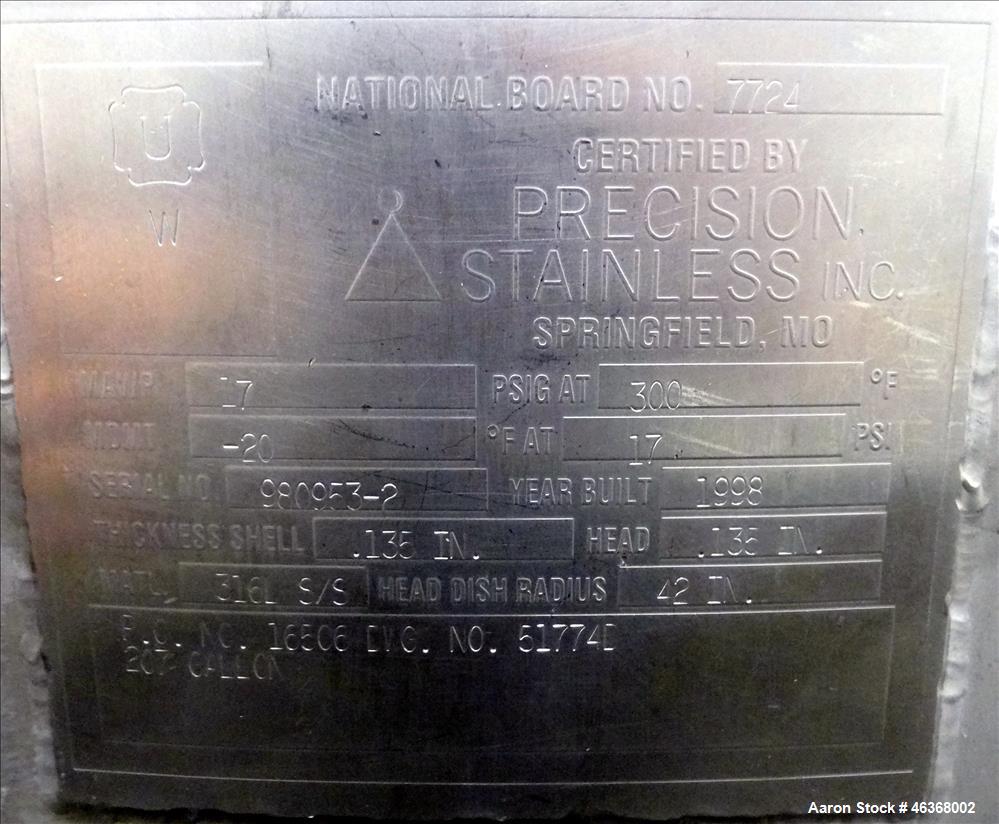 NATIONAL BOARD NO. 7724
U
W
CERTIFIED BY
PRECISION
STAINLESS INC.
SPRINGFIELD, MO
MAWP 17 PSIG AT 300 °F
MDMT -20 °F AT 17 PSI
SERIAL NO 980953-2 YEAR BUILT 1998
THICKNESS SHELL .135 IN. HEAD .135 IN.
MATL 316L S/S HEAD DISH RADIUS 42 IN.
P.O. NO. 16506 DWG. NO. 51774D
GALLON
Aaron Stock # 46368002